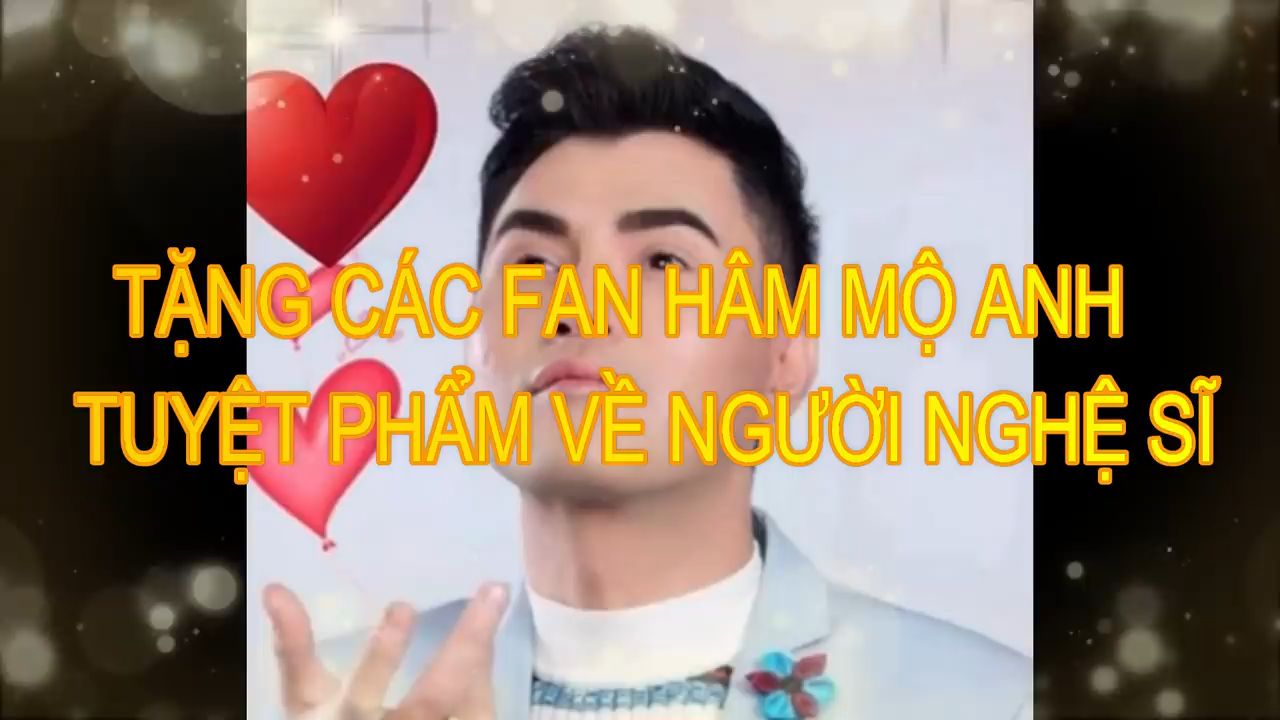 TẶNG CÁC FAN HÂM MỘ ANH
TUYỆT PHẨM VỀ NGƯỜI NGHỆ SĨ